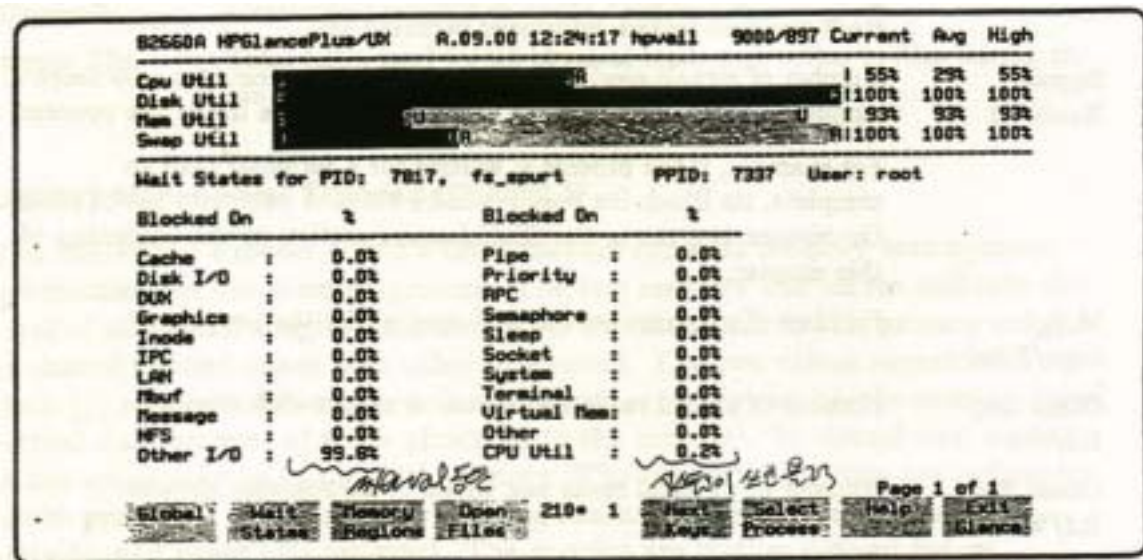 B2660A HPGlancePlus/UX A.09.00 12:24:17 hpvail 9000/897 Current Avg High
Cpu Util 55% 29% 55%
Disk Util 100% 100% 100%
Mem Util 93% 93% 93%
Swap Util 100% 100% 100%
Wait States for PID: 7817, fs_spurt PPID: 7337 User: root
Blocked On % Blocked On %
Cache : 0.0% Pipe : 0.0%
Disk I/O : 0.0% Priority : 0.0%
DUX : 0.0% RPC : 0.0%
Graphics : 0.0% Semaphore : 0.0%
Inode : 0.0% Sleep : 0.0%
IPC : 0.0% Socket : 0.0%
LAN : 0.0% System : 0.0%
Mbuf : 0.0% Terminal : 0.0%
Message : 0.0% Virtual Mem: 0.0%
NFS : 0.0% Other : 0.0%
Other I/O : 99.8% CPU Util : 0.2%
Page 1 of 1
Global Wait Memory Open 210* 1 Next Select Help Exit
States Regions Files Keys Process Glance